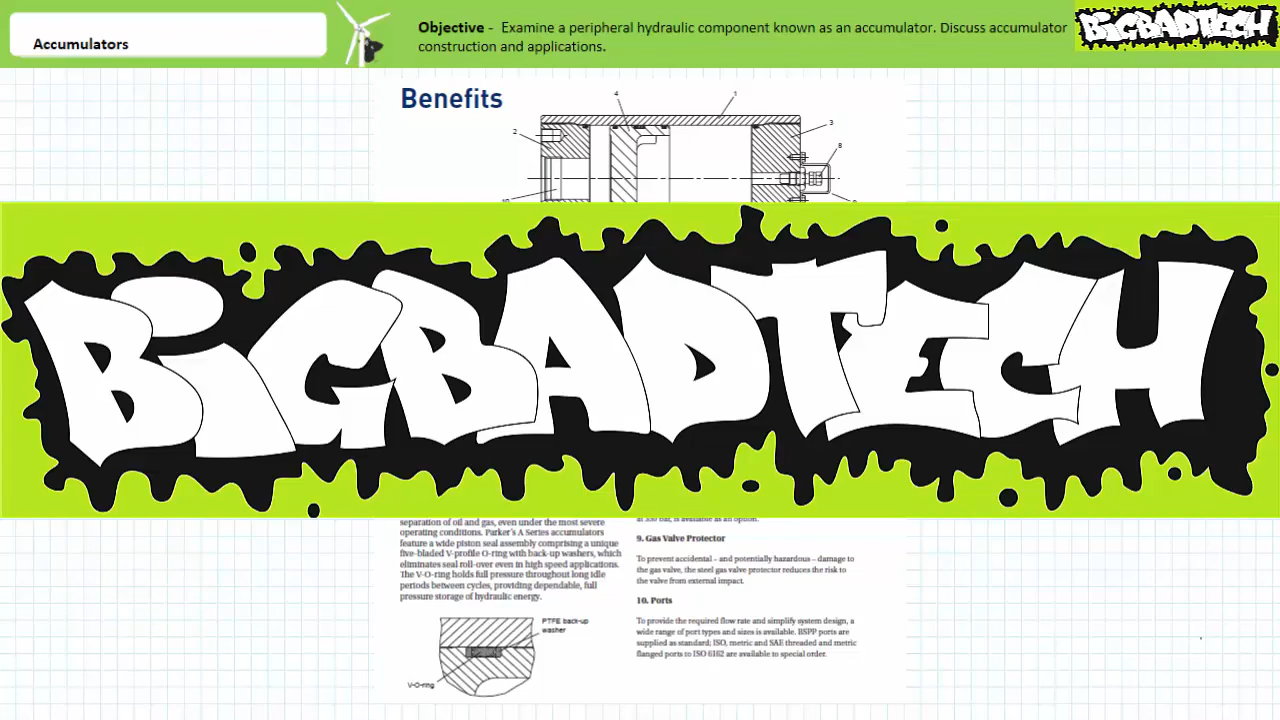 Accumulators
Objective - Examine a peripheral hydraulic component known as an accumulator. Discuss accumulator
construction and applications.
BIGBADTECH
Benefits
4
1
2
3
8
BiGBADTECH
separation of oil and gas, even under the most severe
operating conditions. Parker's A Series accumulators
feature a wide piston seal assembly comprising a unique
five-bladed V-profile O-ring with back-up washers, which
eliminates seal roll-over even in high speed applications.
The V-O-ring holds full pressure throughout long idle
periods between cycles, providing dependable, full
pressure storage of hydraulic energy.
PTFE back-up
washer
V-O-ring
is available as an option.
9. Gas Valve Protector
To prevent accidental – and potentially hazardous – damage to
the gas valve, the steel gas valve protector reduces the risk to
the valve from external impact.
10. Ports
To provide the required flow rate and simplify system design, a
wide range of port types and sizes is available. BSPP ports are
supplied as standard; ISO, metric and SAE threaded and metric
flanged ports to ISO 6162 are available to special order.